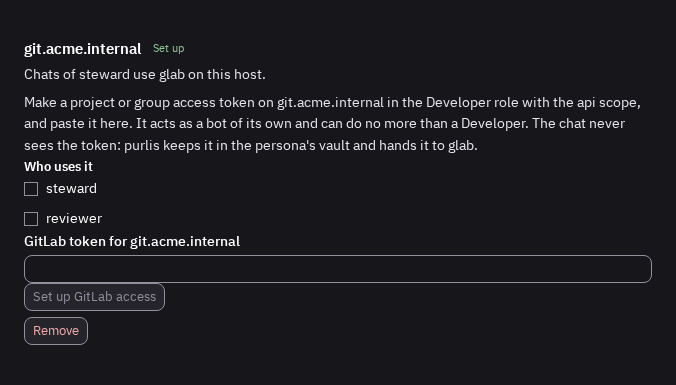 git.acme.internal Set up
Chats of steward use glab on this host.
Make a project or group access token on git.acme.internal in the Developer role with the api scope,
and paste it here. It acts as a bot of its own and can do no more than a Developer. The chat never
sees the token: purlis keeps it in the persona's vault and hands it to glab.
Who uses it
steward
reviewer
GitLab token for git.acme.internal
Set up GitLab access
Remove